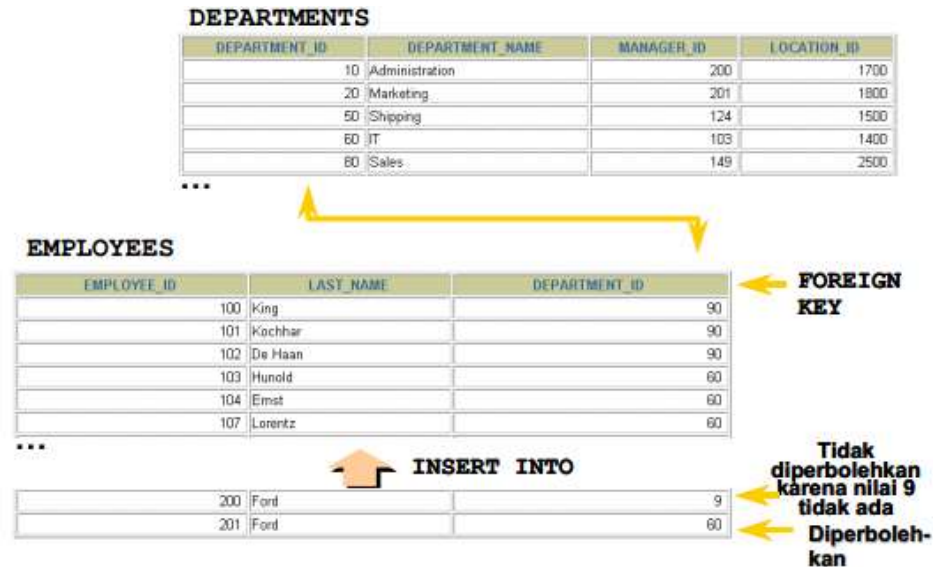 DEPARTMENTS
DEPARTMENT_ID DEPARTMENT_NAME MANAGER_ID LOCATION_ID
10 Administration 200 1700
20 Marketing 201 1800
50 Shipping 124 1500
60 IT 103 1400
80 Sales 149 2500
...
EMPLOYEES
EMPLOYEE_ID LAST_NAME DEPARTMENT_ID
FOREIGN
KEY
100 King 90
101 Kochhar 90
102 De Haan 90
103 Hunold 60
104 Ernst 60
107 Lorentz 60
...
INSERT INTO
200 Ford 9
201 Ford 60
Tidak
diperbolehkan
karena nilai 9
tidak ada
Diperboleh-
kan